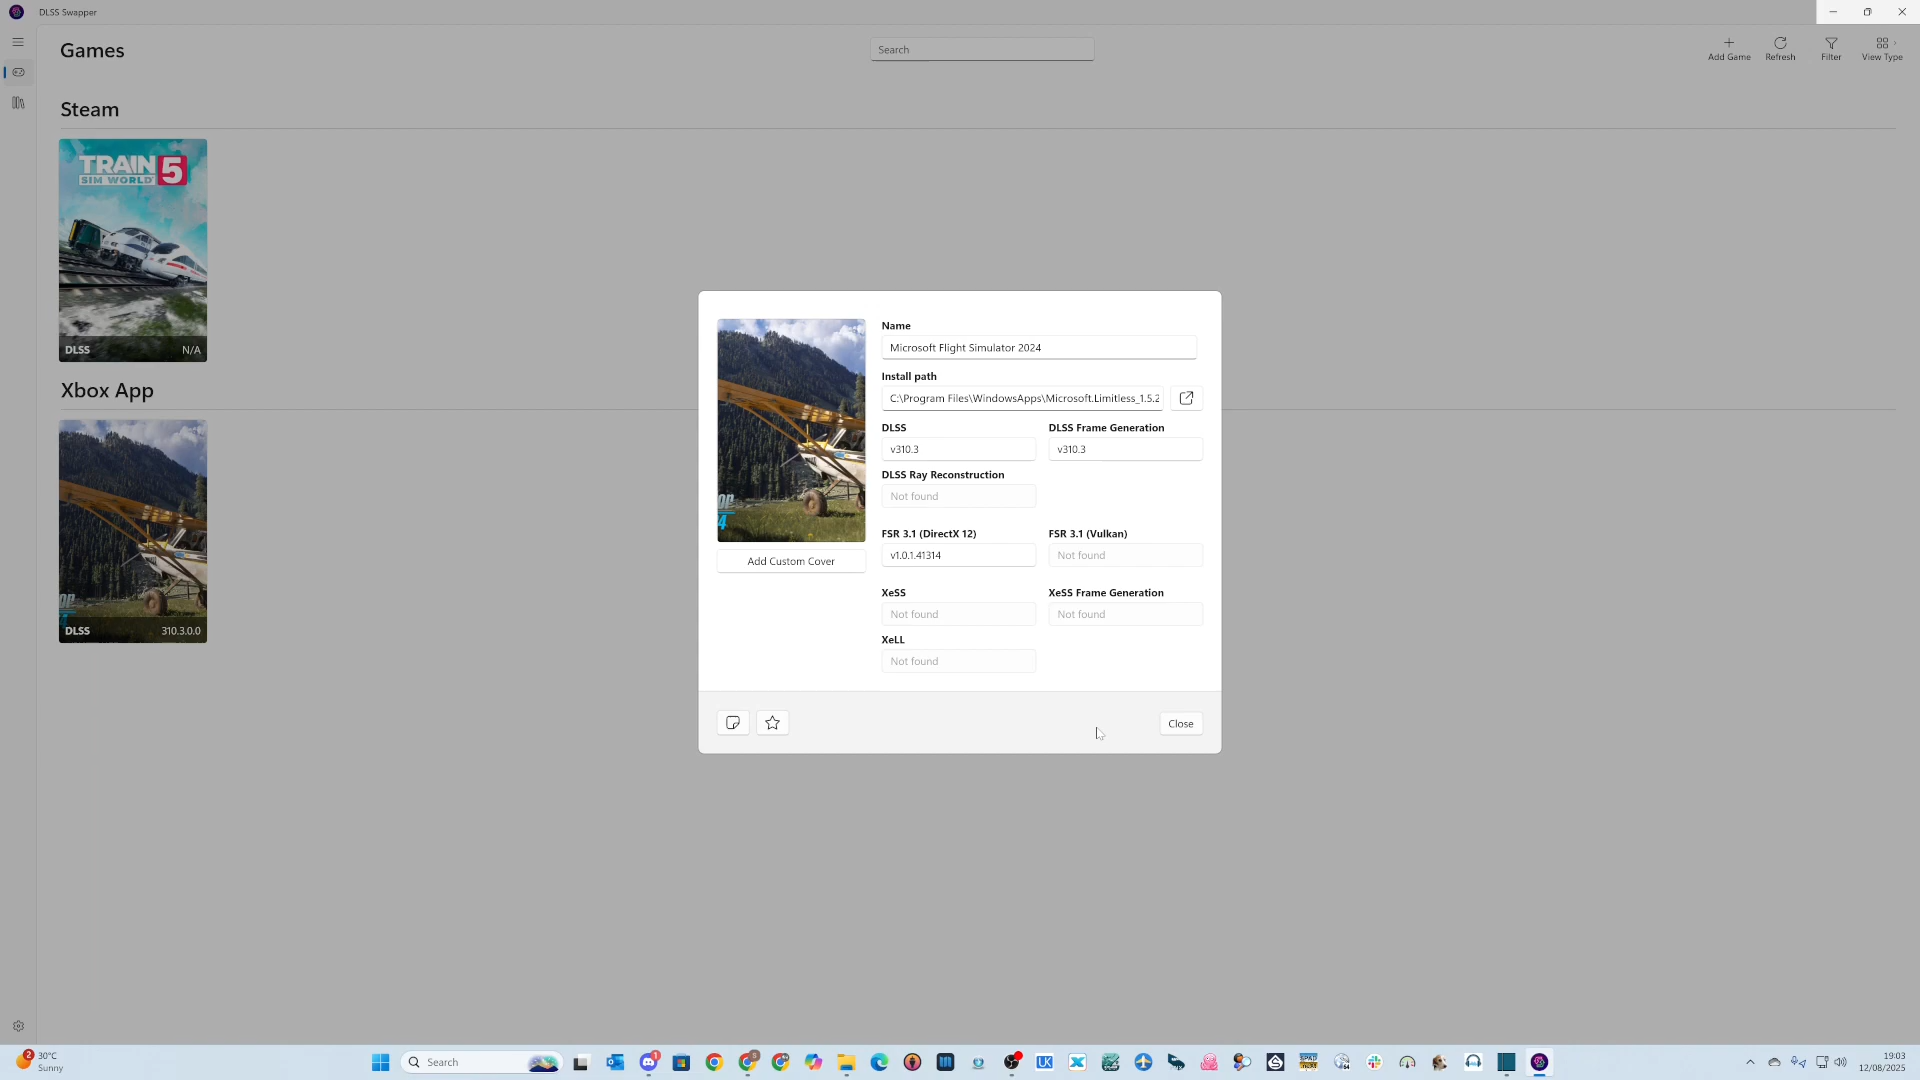 DLSS Swapper
Games
Search
Add Game
Refresh
Filter
View Type
Steam
TRAIN 5
SIM WORLD
DLSS N/A
Xbox App
DLSS 310.3.0.0
Name
Microsoft Flight Simulator 2024
Install path
C:\Program Files\WindowsApps\Microsoft.Limitless_1.5.2
DLSS
v310.3
DLSS Frame Generation
v310.3
DLSS Ray Reconstruction
Not found
FSR 3.1 (DirectX 12)
v1.0.1.41314
FSR 3.1 (Vulkan)
Not found
XeSS
Not found
XeSS Frame Generation
Not found
XeLL
Not found
Add Custom Cover
Close
2
30°C
Sunny
Search
1
UK
64
19:03
12/08/2025